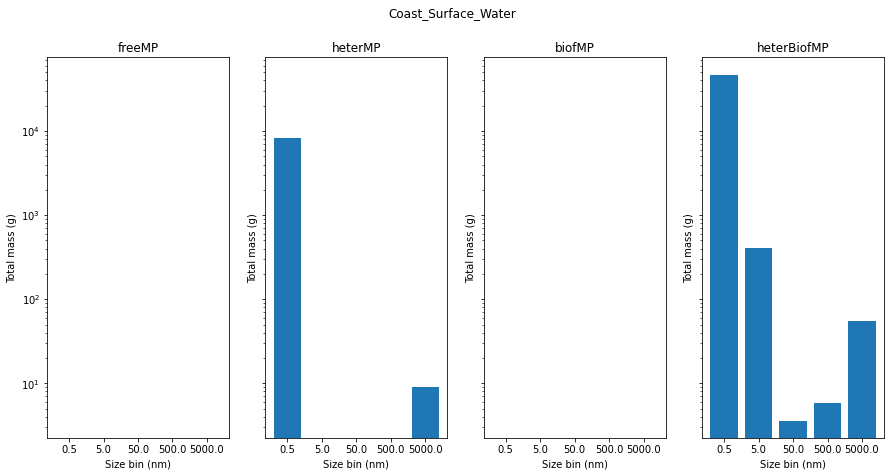 Coast_Surface_Water
freeMP
heterMP
biofMP
heterBiofMP
Total mass (g)
10⁴
10³
10²
10¹
0.5 5.0 50.0 500.0 5000.0
Size bin (nm)
Total mass (g)
0.5 5.0 50.0 500.0 5000.0
Size bin (nm)
Total mass (g)
0.5 5.0 50.0 500.0 5000.0
Size bin (nm)
Total mass (g)
0.5 5.0 50.0 500.0 5000.0
Size bin (nm)